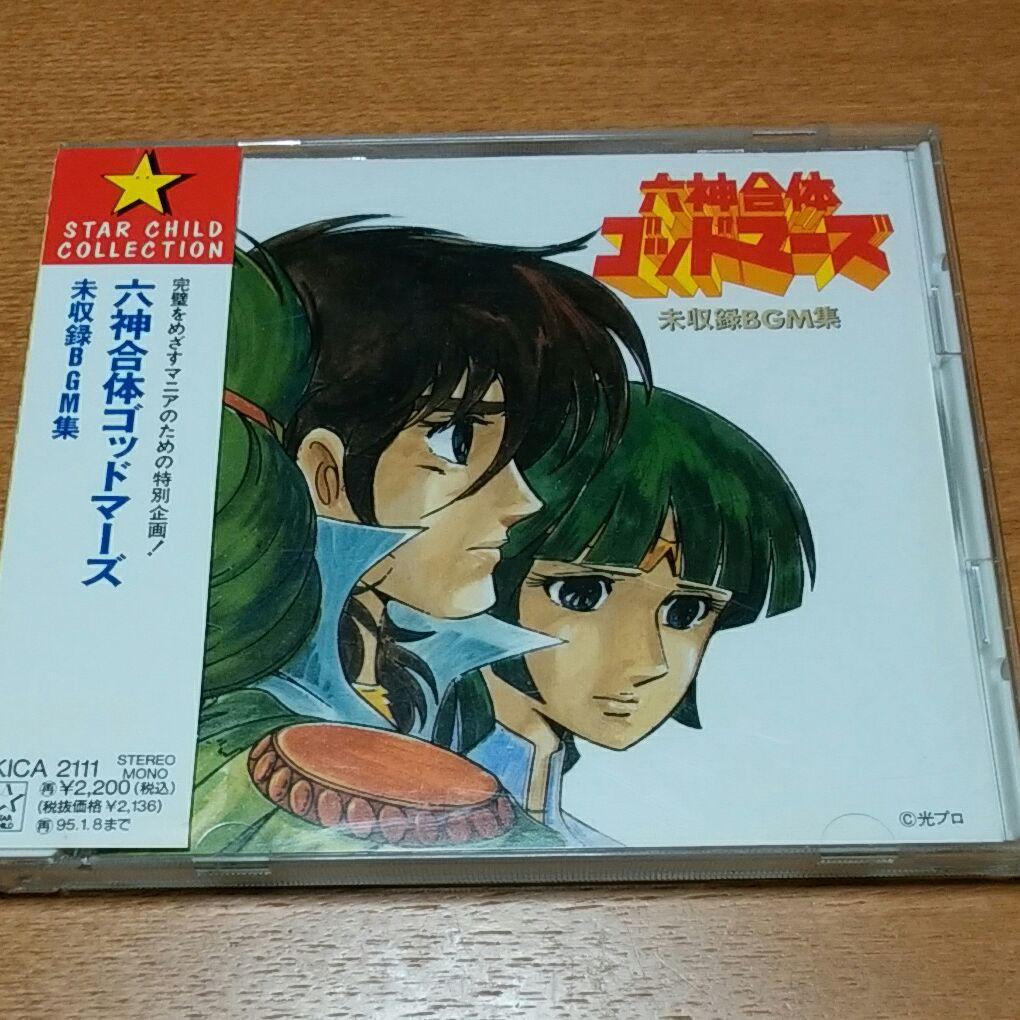 STAR CHILD
COLLECTION
完璧をめざすマニアのための特別企画!
六神合体ゴッドマーズ
未収録BGM集
KICA 2111
STEREO
MONO
再 ¥2,200(税込)
(税抜価格 ¥2,136)
再 95.1.8まで
六神合体
ゴッドマーズ
未収録BGM集
©光プロ